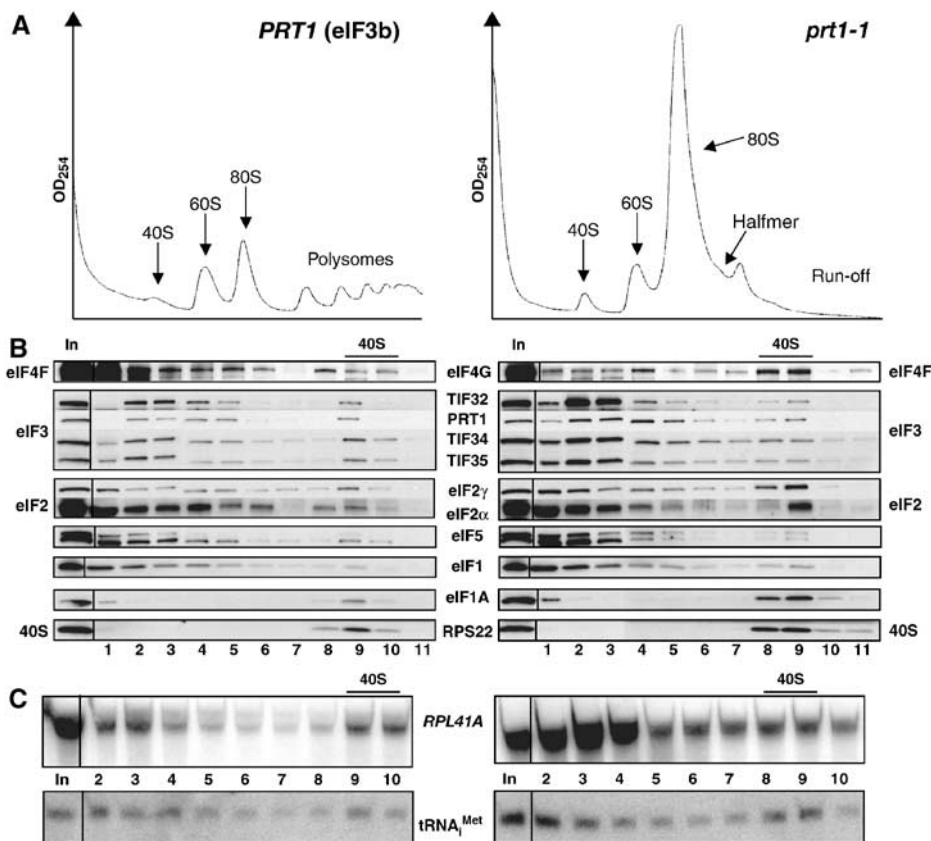 A
PRT1 (eIF3b)
prt1-1
OD254
40S
60S
80S
Polysomes
OD254
40S
60S
80S
Halfmer
Run-off
B
In
40S
In
40S
eIF4F
eIF4G
eIF4F
eIF3
TIF32
PRT1
TIF34
TIF35
eIF3
eIF2
eIF2γ
eIF2α
eIF2
eIF5
eIF1
eIF1A
40S
RPS22
40S
1 2 3 4 5 6 7 8 9 10 11
1 2 3 4 5 6 7 8 9 10 11
C
40S
40S
RPL41A
In 2 3 4 5 6 7 8 9 10
In 2 3 4 5 6 7 8 9 10
tRNAiMet